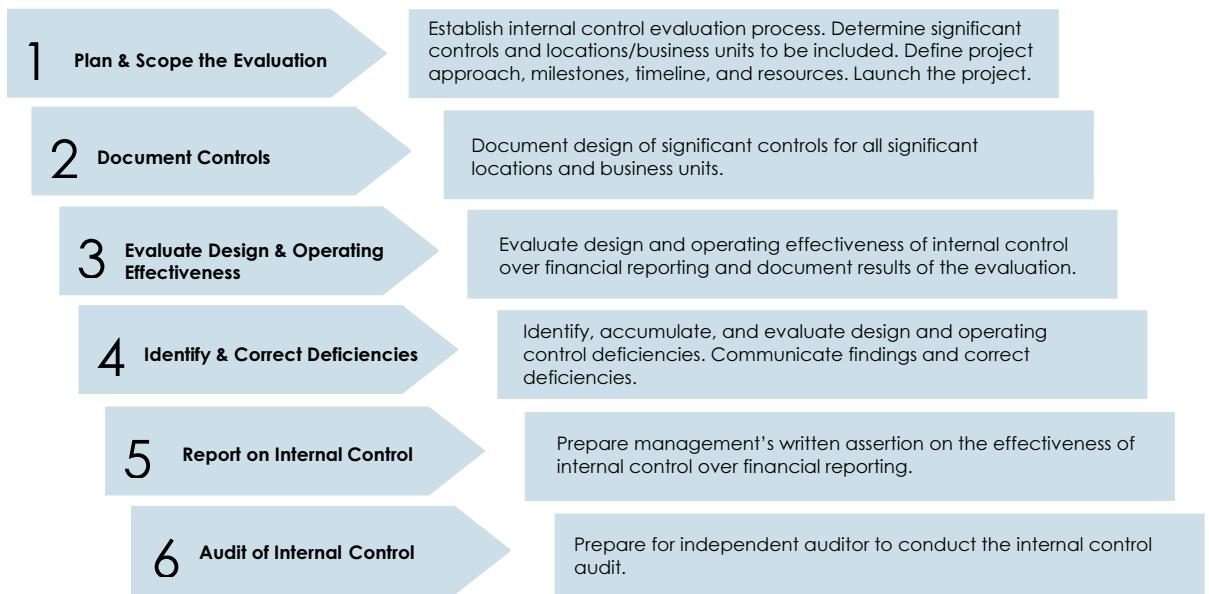 1
Plan & Scope the Evaluation
Establish internal control evaluation process. Determine significant
controls and locations/business units to be included. Define project
approach, milestones, timeline, and resources. Launch the project.
2
Document Controls
Document design of significant controls for all significant
locations and business units.
3
Evaluate Design & Operating
Effectiveness
Evaluate design and operating effectiveness of internal control
over financial reporting and document results of the evaluation.
4
Identify & Correct Deficiencies
Identify, accumulate, and evaluate design and operating
control deficiencies. Communicate findings and correct
deficiencies.
5
Report on Internal Control
Prepare management’s written assertion on the effectiveness of
internal control over financial reporting.
6
Audit of Internal Control
Prepare for independent auditor to conduct the internal control
audit.